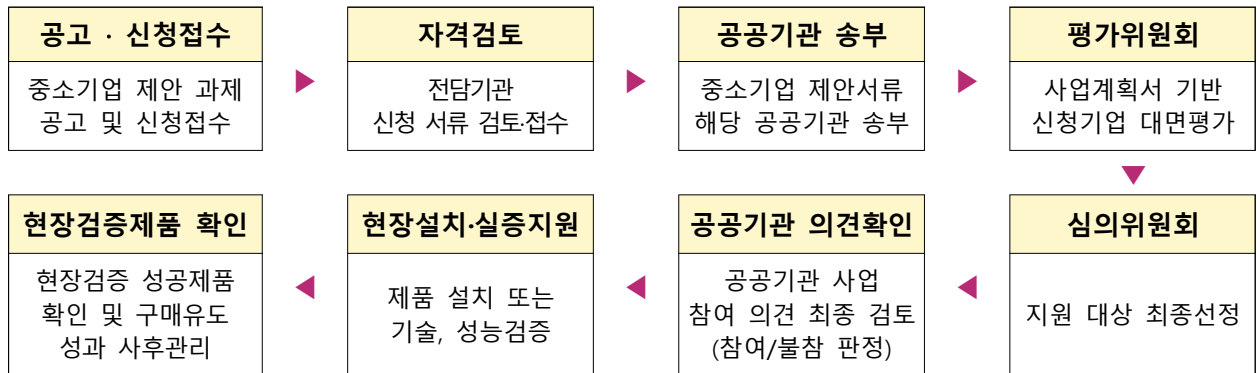 공고 · 신청접수
중소기업 제안 과제
공고 및 신청접수
자격검토
전담기관
신청 서류 검토·접수
공공기관 송부
중소기업 제안서류
해당 공공기관 송부
평가위원회
사업계획서 기반
신청기업 대면평가
심의위원회
지원 대상 최종선정
공공기관 의견확인
공공기관 사업
참여 의견 최종 검토
(참여/불참 판정)
현장설치·실증지원
제품 설치 또는
기술, 성능검증
현장검증제품 확인
현장검증 성공제품
확인 및 구매유도
성과 사후관리